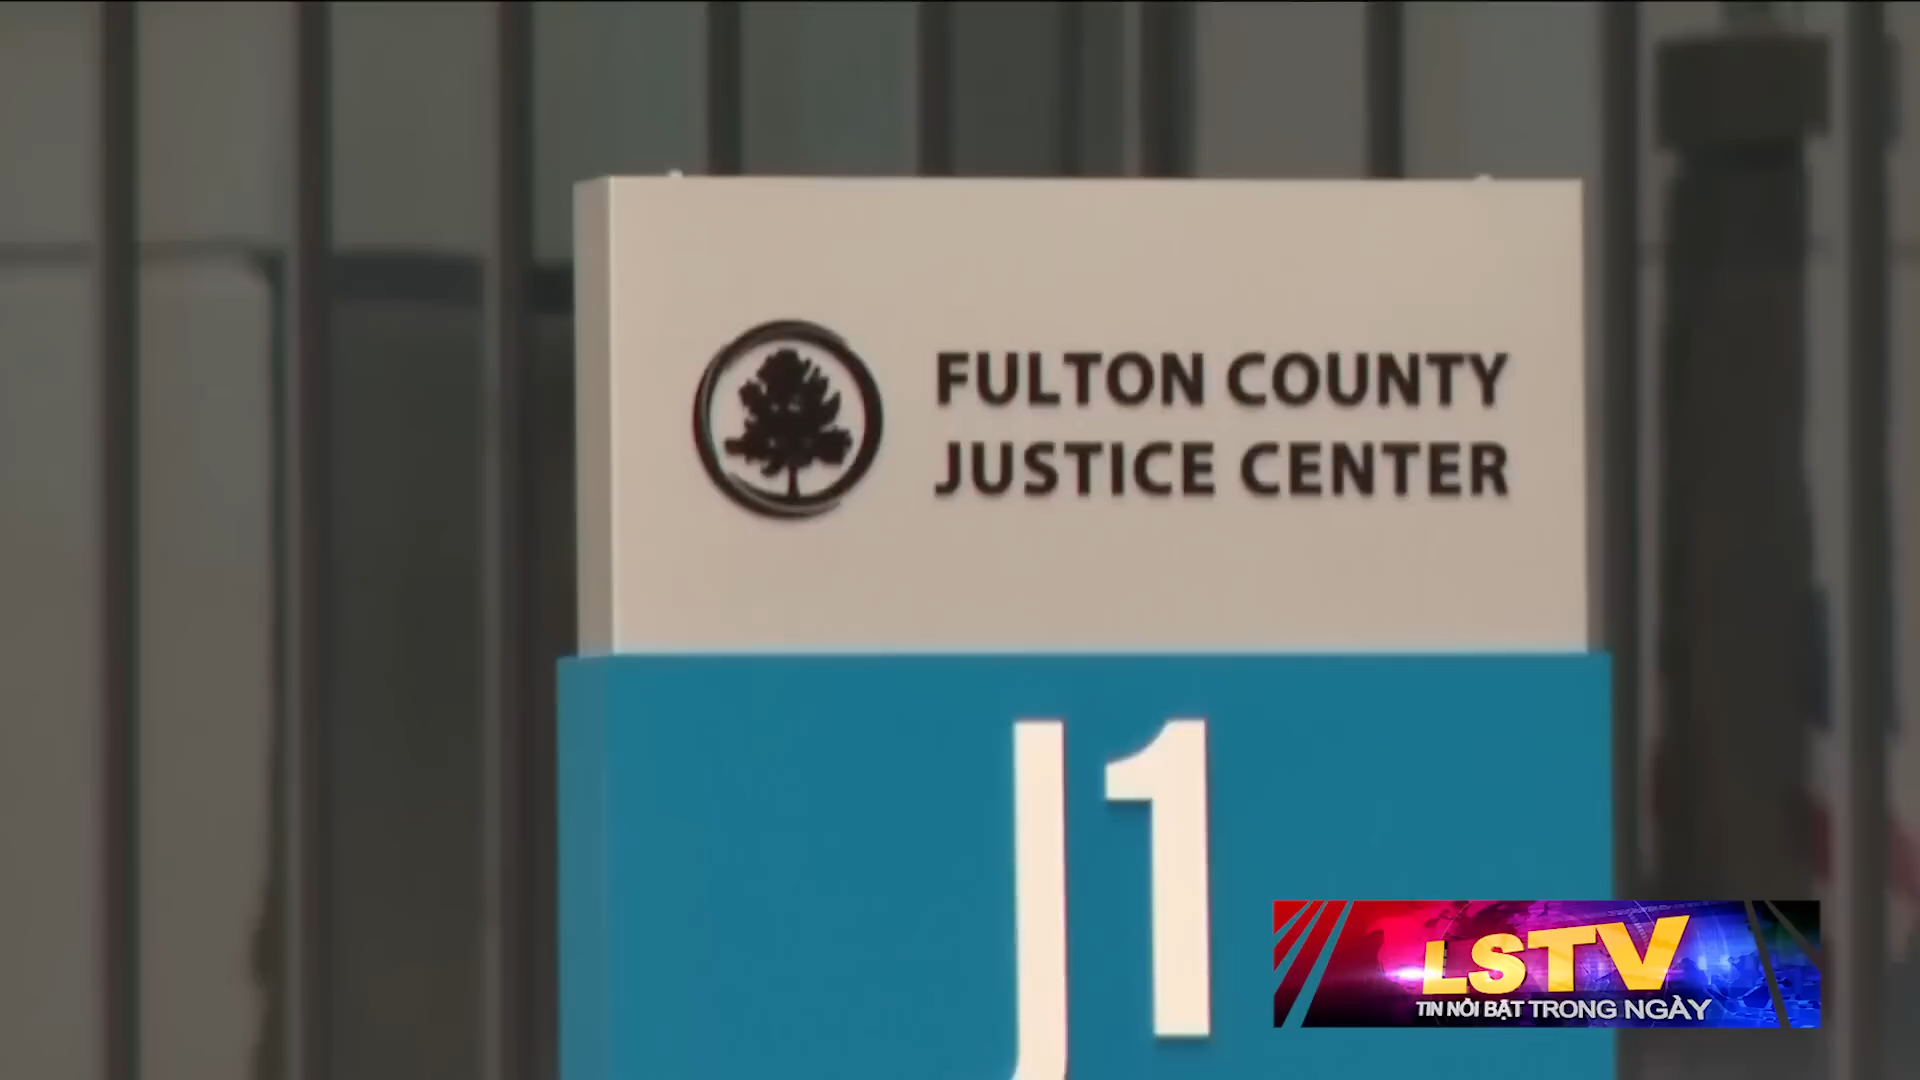 FULTON COUNTY
JUSTICE CENTER
J1
LSTV
TIN NỔI BẬT TRONG NGÀY